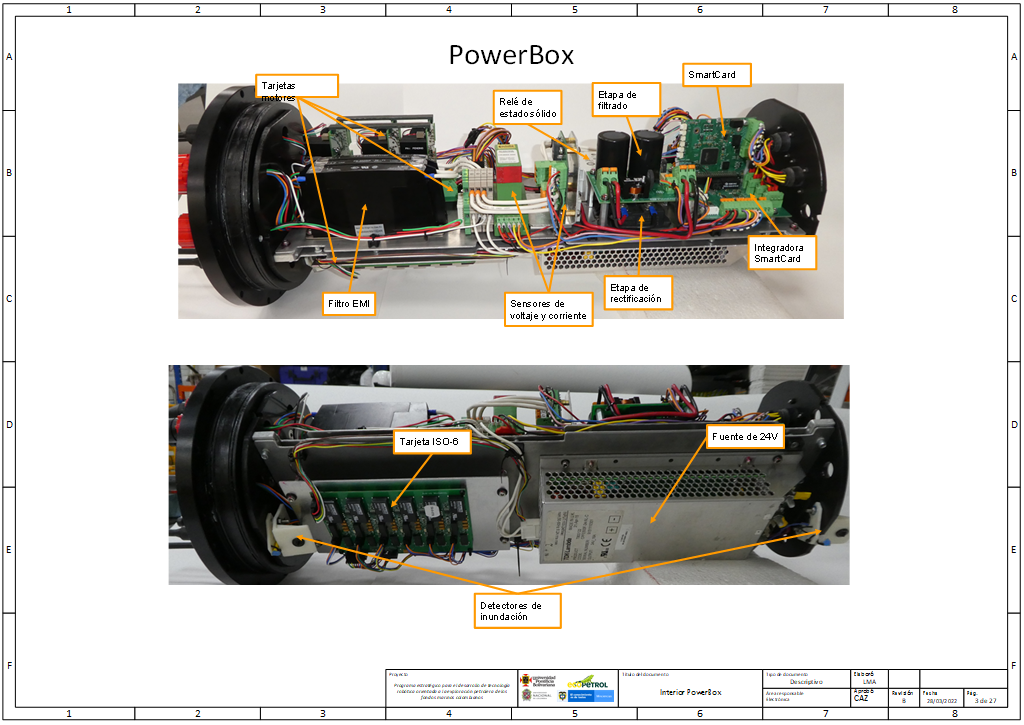 1 2 3 4 5 6 7 8
A A
B B
C C
D D
E E
F F
PowerBox
Tarjetas
motores
Relé de
estado sólido
Etapa de
filtrado
SmartCard
Filtro EMI
Sensores de
voltaje y corriente
Etapa de
rectificación
Integradora
SmartCard
Tarjeta ISO-6
Fuente de 24V
Detectores de
inundación
Proyecto
Programa estratégico para el desarrollo de tecnología
robótica orientada a la exploración petrolera de los
fondos marinos colombianos
Universidad
Pontificia
Bolivariana
ECOPETROL
Título del documento
Interior PowerBox
Tipo de documento
Descriptivo
Área responsable
Electrónica
Elaboró
LMA
Aprobó
CAZ
Revisión
B
Fecha
28/03/2022
Pág.
3 de 27
1 2 3 4 5 6 7 8